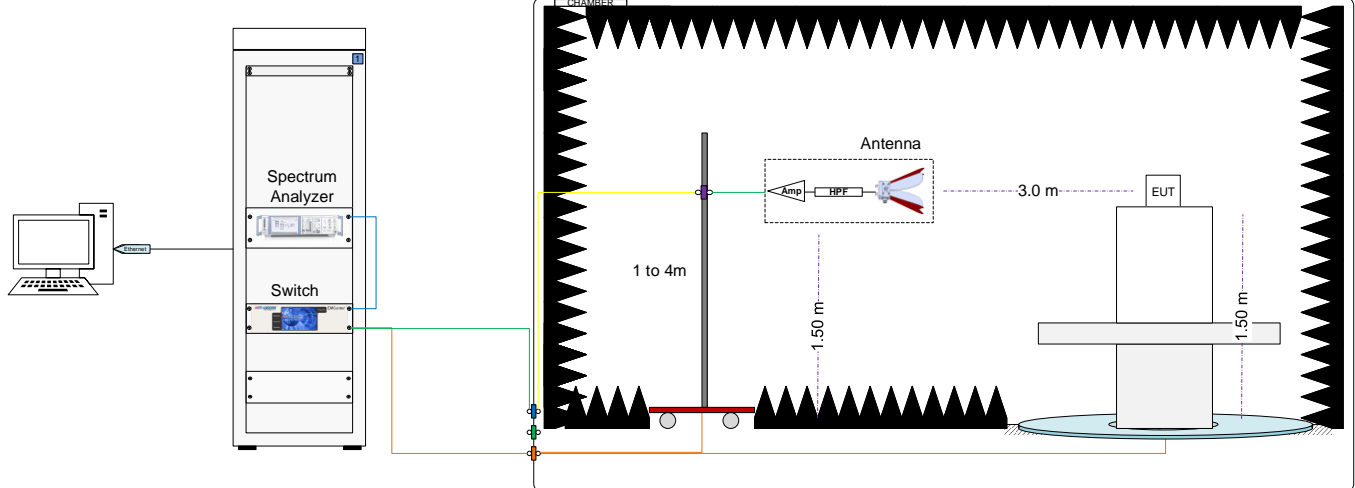 CHAMBER
1
Antenna
Spectrum
Analyzer
Amp
HPF
3.0 m
EUT
Ethernet
1 to 4m
Switch
1.50 m
1.50 m